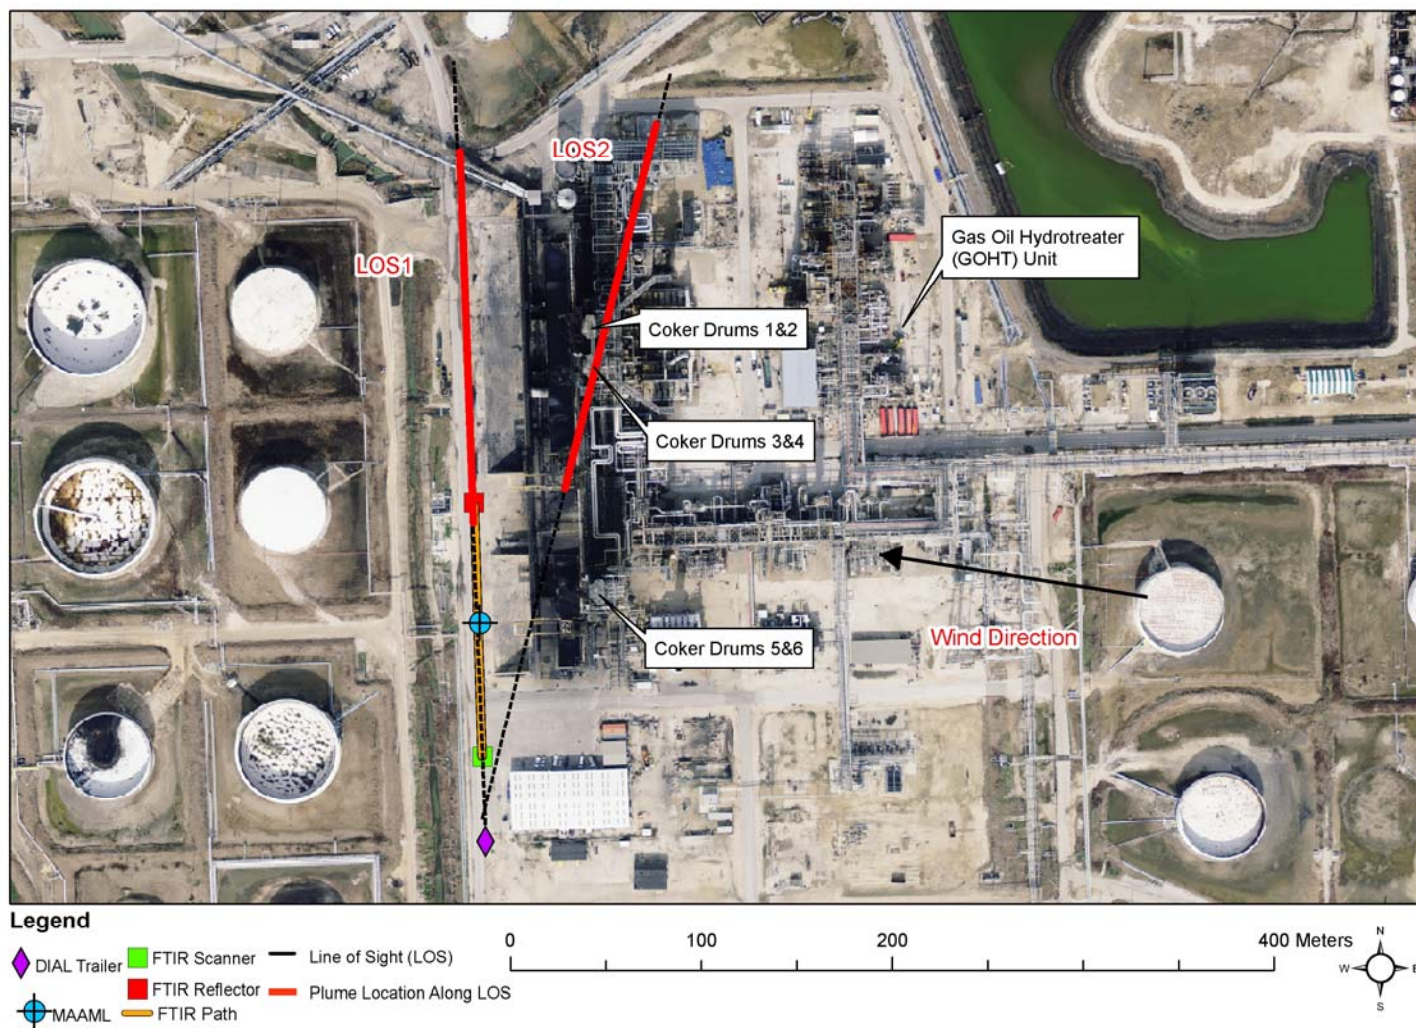 LOS2
Gas Oil Hydrotreater
(GOHT) Unit
LOS1
Coker Drums 1&2
Coker Drums 3&4
Wind Direction
Coker Drums 5&6
Legend
DIAL Trailer
FTIR Scanner
Line of Sight (LOS)
FTIR Reflector
Plume Location Along LOS
MAAML
FTIR Path
0 100 200 400 Meters
N
W E
S